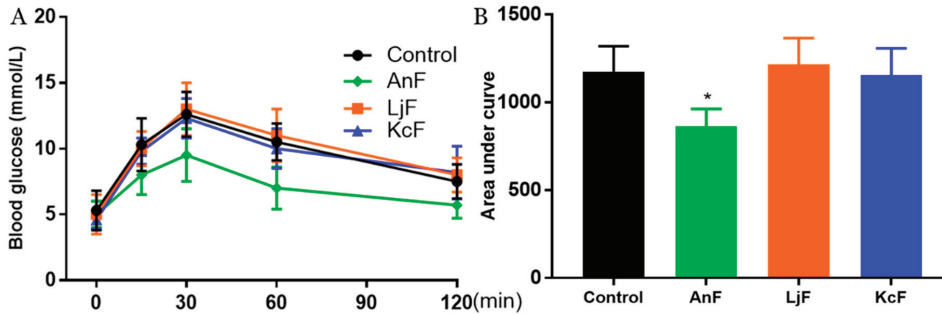 A
Blood glucose (mmol/L)
20
15
10
5
0
0 30 60 90 120 (min)
Control
AnF
LjF
KcF
B
Area under curve
1500
1000
500
0
*
Control AnF LjF KcF